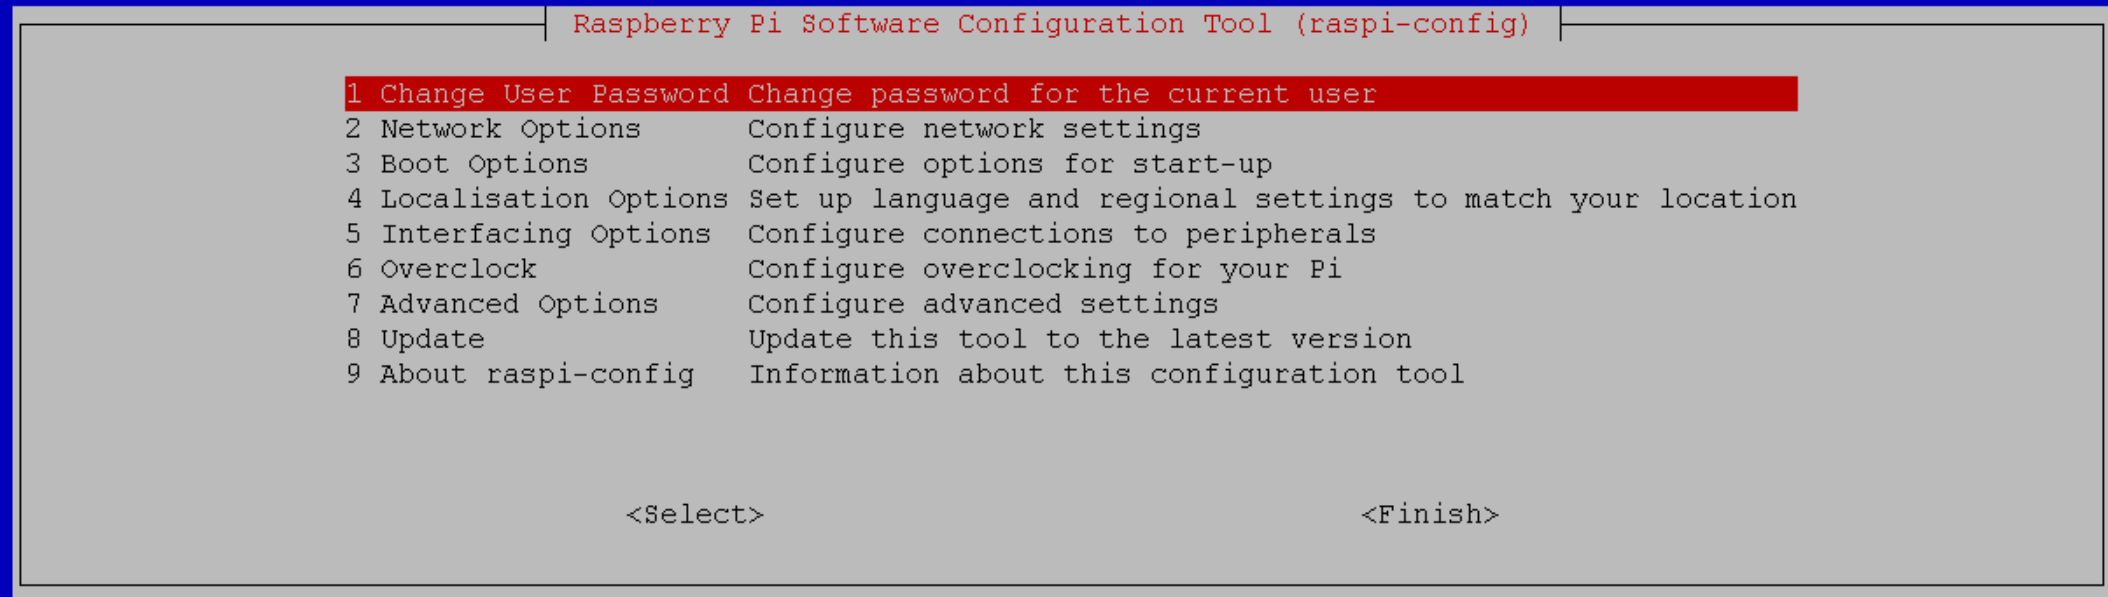 Raspberry Pi Software Configuration Tool (raspi-config)
1 Change User Password Change password for the current user
2 Network Options Configure network settings
3 Boot Options Configure options for start-up
4 Localisation Options Set up language and regional settings to match your location
5 Interfacing Options Configure connections to peripherals
6 Overclock Configure overclocking for your Pi
7 Advanced Options Configure advanced settings
8 Update Update this tool to the latest version
9 About raspi-config Information about this configuration tool
<Select> <Finish>